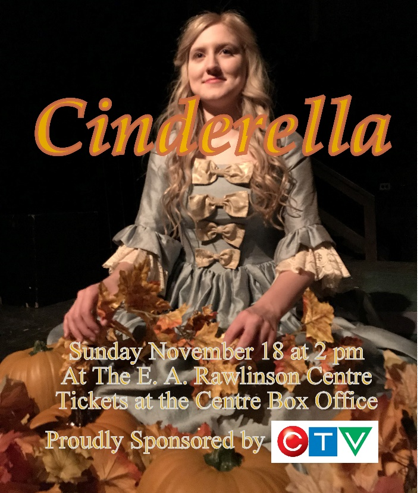 Cinderella
Sunday November 18 at 2 pm
At The E. A. Rawlinson Centre
Tickets at the Centre Box Office
Proudly Sponsored by CTV